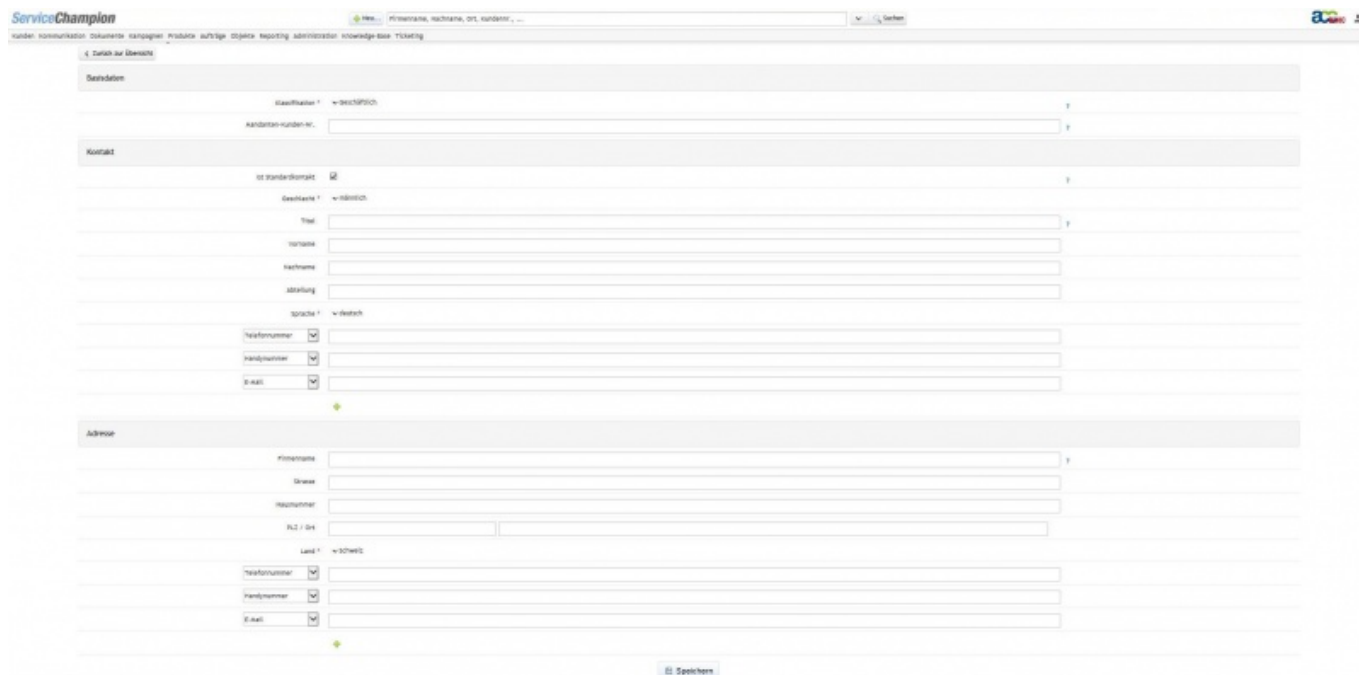 ServiceChampion
Neu... Firmenname, Nachname, Ort, Kundennr., ... Suchen
Kunden Kommunikation Dokumente Kampagnen Produkte Aufträge Objekte Reporting Administration Knowledge-Base Ticketing
Zurück zur Übersicht
Basisdaten
Klassifikation * Geschäftlich ?
Mandanten-Kunden-Nr. ?
Kontakt
Ist Standardkontakt ?
Geschlecht * männlich
Titel ?
Vorname
Nachname
Abteilung
Sprache * deutsch
Telefonnummer
Handynummer
E-Mail
Adresse
Firmenname ?
Strasse
Hausnummer
PLZ / Ort
Land * Schweiz
Telefonnummer
Handynummer
E-Mail
Speichern